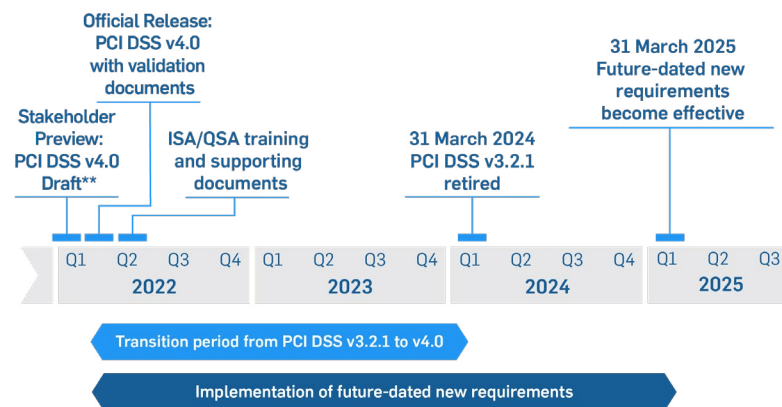 Official Release:
PCI DSS v4.0
with validation
documents
Stakeholder
Preview:
PCI DSS v4.0
Draft**
ISA/QSA training
and supporting
documents
31 March 2024
PCI DSS v3.2.1
retired
31 March 2025
Future-dated new
requirements
become effective
Q1 Q2 Q3 Q4 Q1 Q2 Q3 Q4 Q1 Q2 Q3 Q4 Q1 Q2 Q3
2022 2023 2024 2025
Transition period from PCI DSS v3.2.1 to v4.0
Implementation of future-dated new requirements